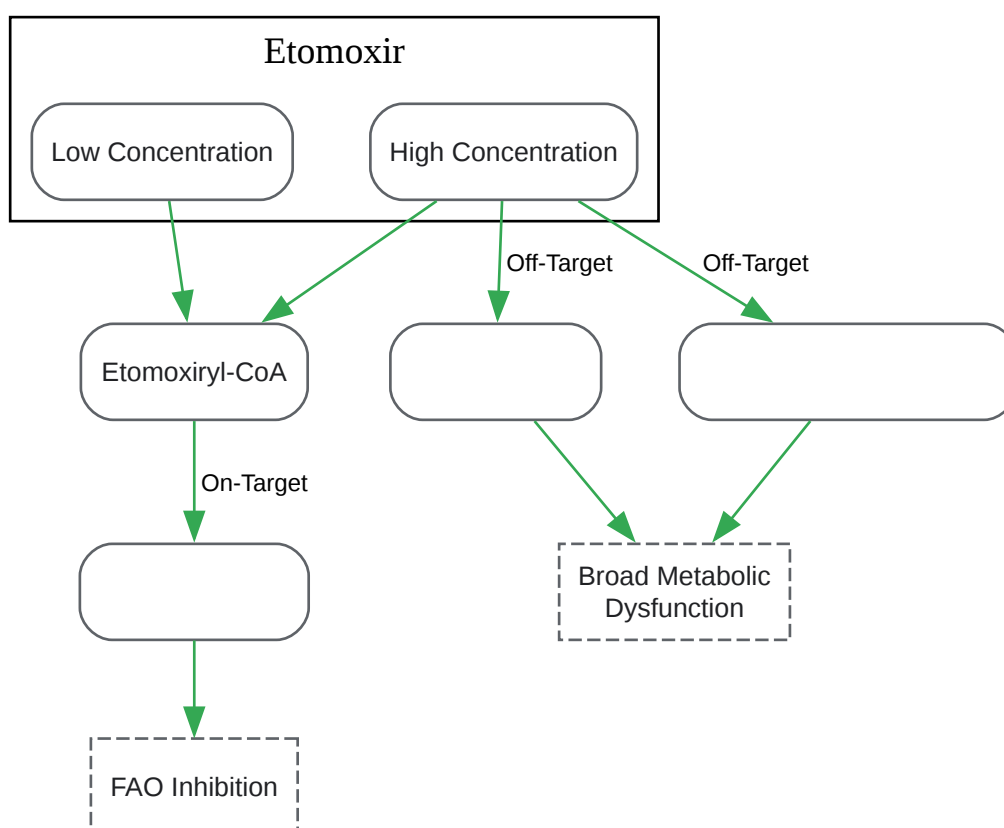 Etomoxir
Low Concentration
High Concentration
Off-Target
Off-Target
Etomoxiryl-CoA
On-Target
Broad Metabolic
Dysfunction
FAO Inhibition